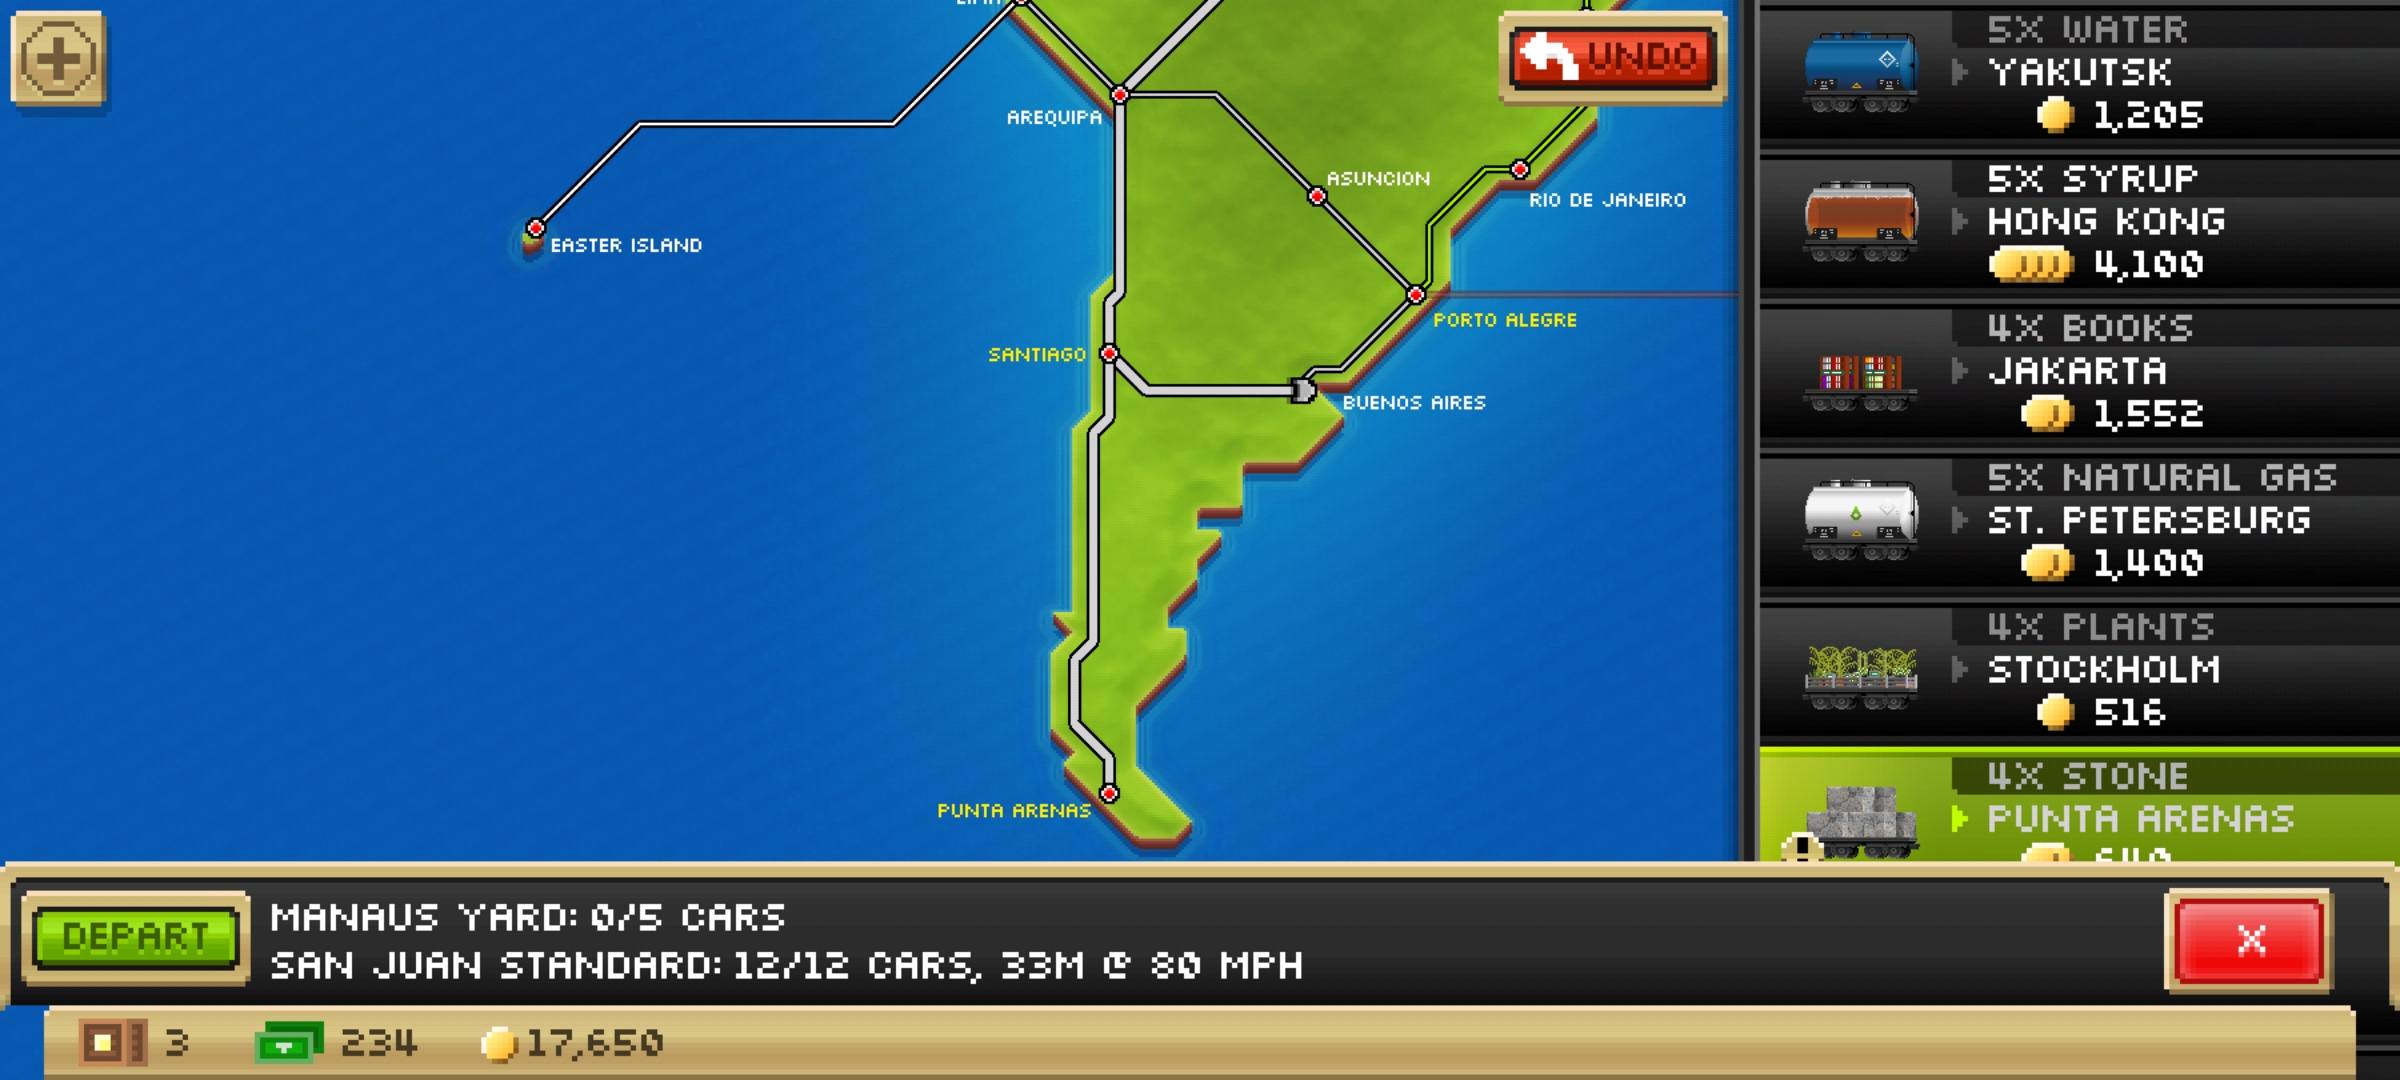 LIMA
UNDO
AREQUIPA
ASUNCION
RIO DE JANEIRO
EASTER ISLAND
PORTO ALEGRE
SANTIAGO
BUENOS AIRES
PUNTA ARENAS
5X WATER
YAKUTSK
1,205
5X SYRUP
HONG KONG
4,100
4X BOOKS
JAKARTA
1,552
5X NATURAL GAS
ST. PETERSBURG
1,400
4X PLANTS
STOCKHOLM
516
4X STONE
PUNTA ARENAS
DEPART
MANAUS YARD: 0/5 CARS
SAN JUAN STANDARD: 12/12 CARS, 33M @ 80 MPH
X
3
234
17,650